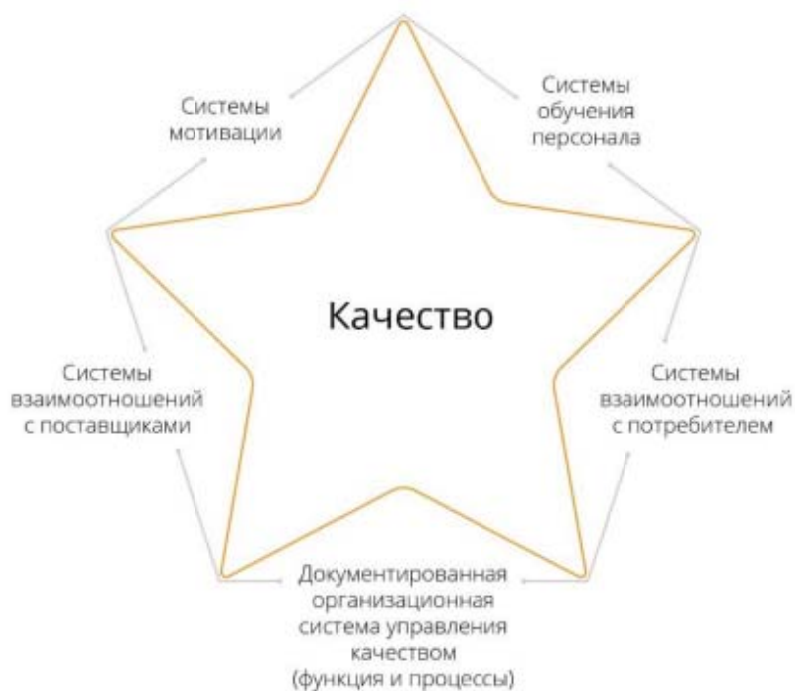 Системы
мотивации
Системы
обучения
персонала
Качество
Системы
взаимоотношений
с поставщиками
Системы
взаимоотношений
с потребителем
Документированная
организационная
система управления
качеством
(функция и процессы)